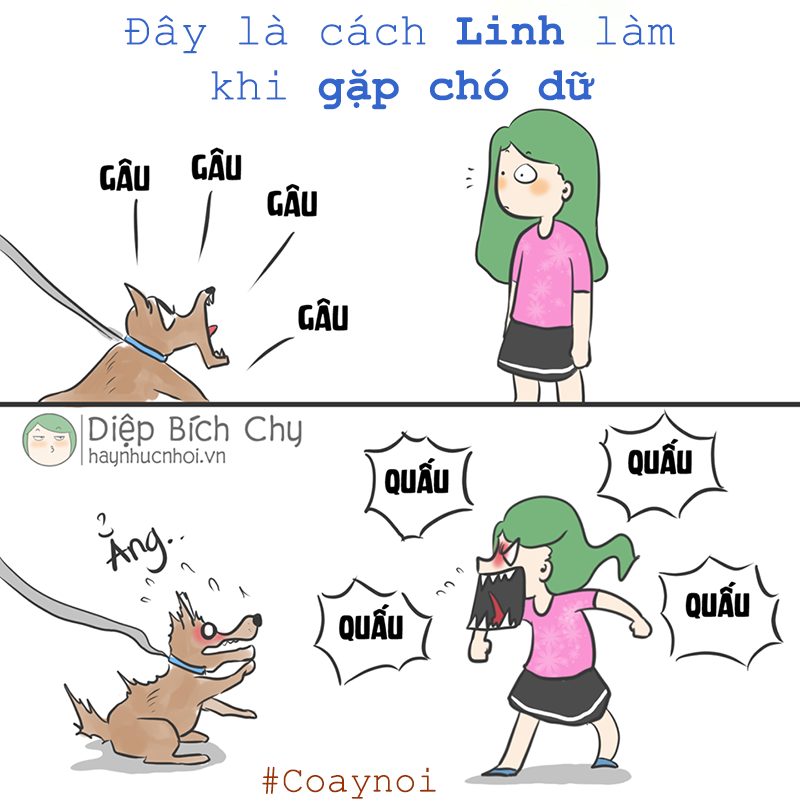 Đây là cách Linh làm
khi gặp chó dữ
GÂU
GÂU
GÂU
GÂU
Diệp Bích Chy
haynhucnhoi.vn
QUẤU
QUẤU
Ẳng..
QUẤU
QUẤU
#Coaynoi